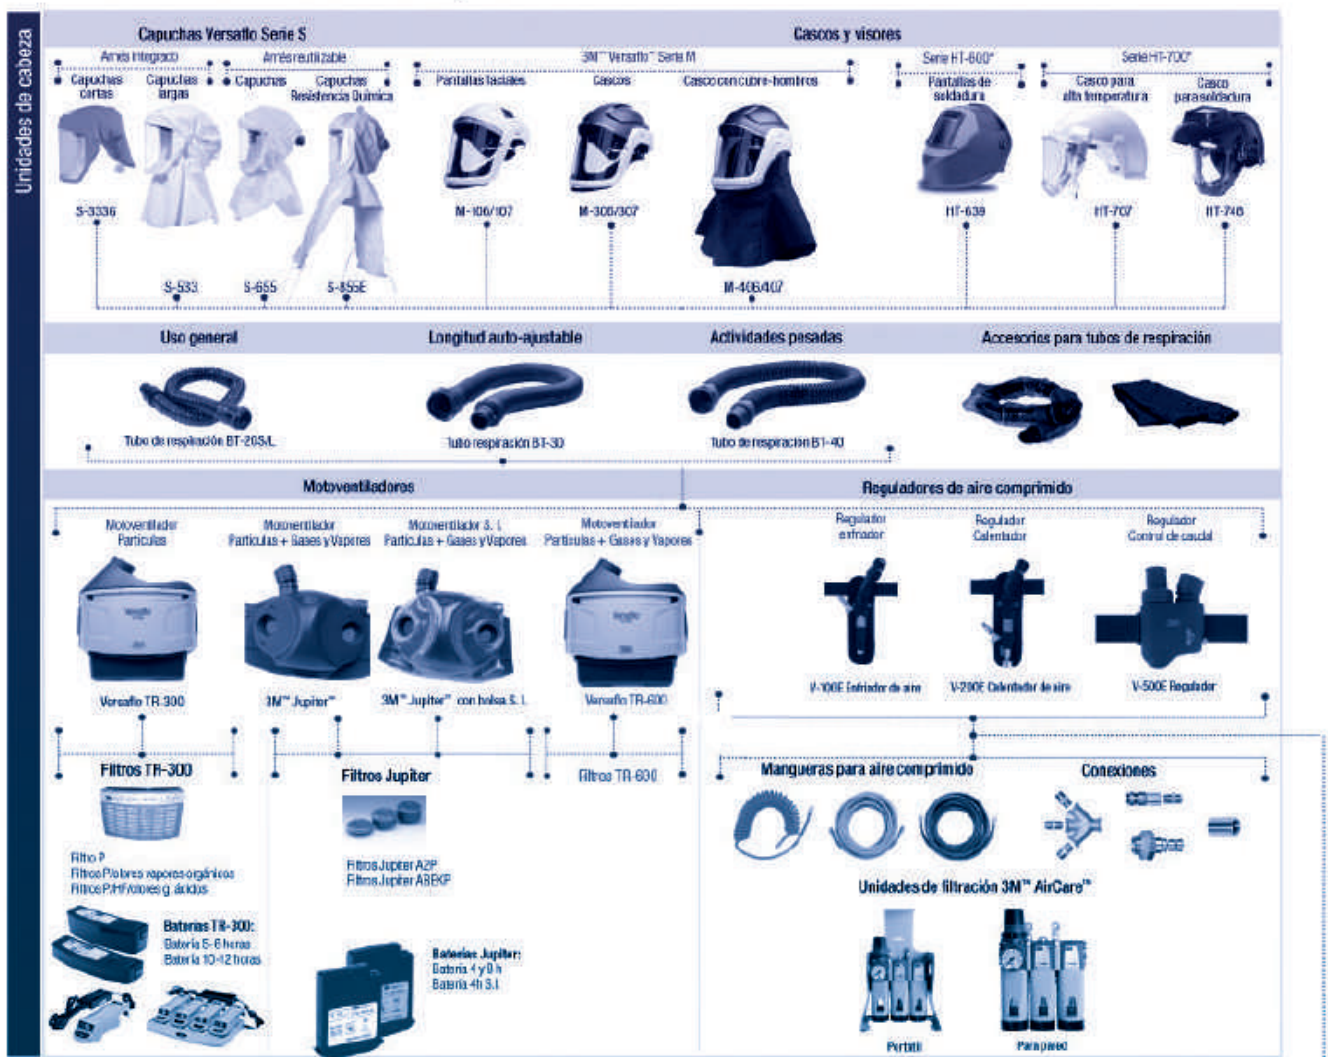 Unidades de cabeza
Capuchas Versaflo Serie S
Cascos y visores
Arnés integrado
Arnés reutilizable
3M™ Versaflo™ Serie M
Serie HT-600*
Serie HT-700*
Capuchas cortas
Capuchas largas
Capuchas
Capuchas Resistencia Química
Pantallas faciales
Cascos
Casco con cubre-hombros
Pantallas de soldadura
Casco para alta temperatura
Casco para soldadura
S-3336
M-106/107
M-306/307
HT-639
HT-707
HT-748
S-533
S-655
S-855E
M-406/407
Uso general
Longitud auto-ajustable
Actividades pesadas
Accesorios para tubos de respiración
Tubo de respiración BT-20S/L
Tubo respiración BT-30
Tubo de respiración BT-40
Motoventiladores
Reguladores de aire comprimido
Motoventilador
Partículas
Motoventilador
Partículas + Gases y Vapores
Motoventilador S. I.
Partículas + Gases y Vapores
Motoventilador
Partículas + Gases y Vapores
Regulador
enfriador
Regulador
Calentador
Regulador
Control de caudal
Versaflo TR-300
3M™ Jupiter™
3M™ Jupiter™ con bolsa S. I.
Versaflo TR-600
V-100E Enfriador de aire
V-200E Calentador de aire
V-500E Regulador
Filtros TR-300
Filtros Jupiter
Filtros TR-600
Mangueras para aire comprimido
Conexiones
Filtro P
Filtros P/olores vapores orgánicos
Filtros P/HF/olores g. ácidos
Filtros Jupiter A2P
Filtros Jupiter ABEKP
Unidades de filtración 3M™ AirCare™
Baterías TR-300:
Batería 5-6 horas
Batería 10-12 horas
Baterías Jupiter:
Batería 4 y 8 h
Batería 4h S.I.
Portátil
Para pared